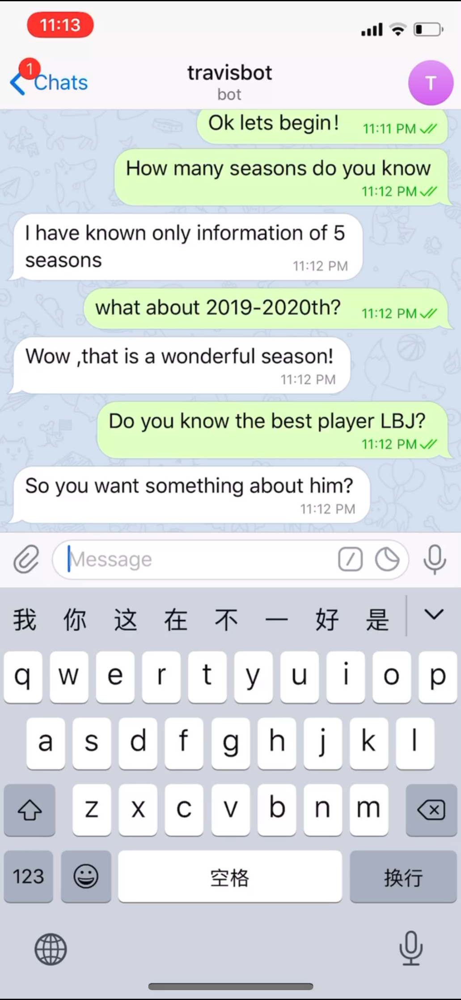 11:13
1
Chats
travisbot
bot
T
Ok lets begin!
11:11 PM
How many seasons do you know
11:12 PM
I have known only information of 5
seasons
11:12 PM
what about 2019-2020th?
11:12 PM
Wow ,that is a wonderful season!
11:12 PM
Do you know the best player LBJ?
11:12 PM
So you want something about him?
11:12 PM
Message
我 你 这 在 不 一 好 是
q w e r t y u i o p
a s d f g h j k l
z x c v b n m
123 空格 换行